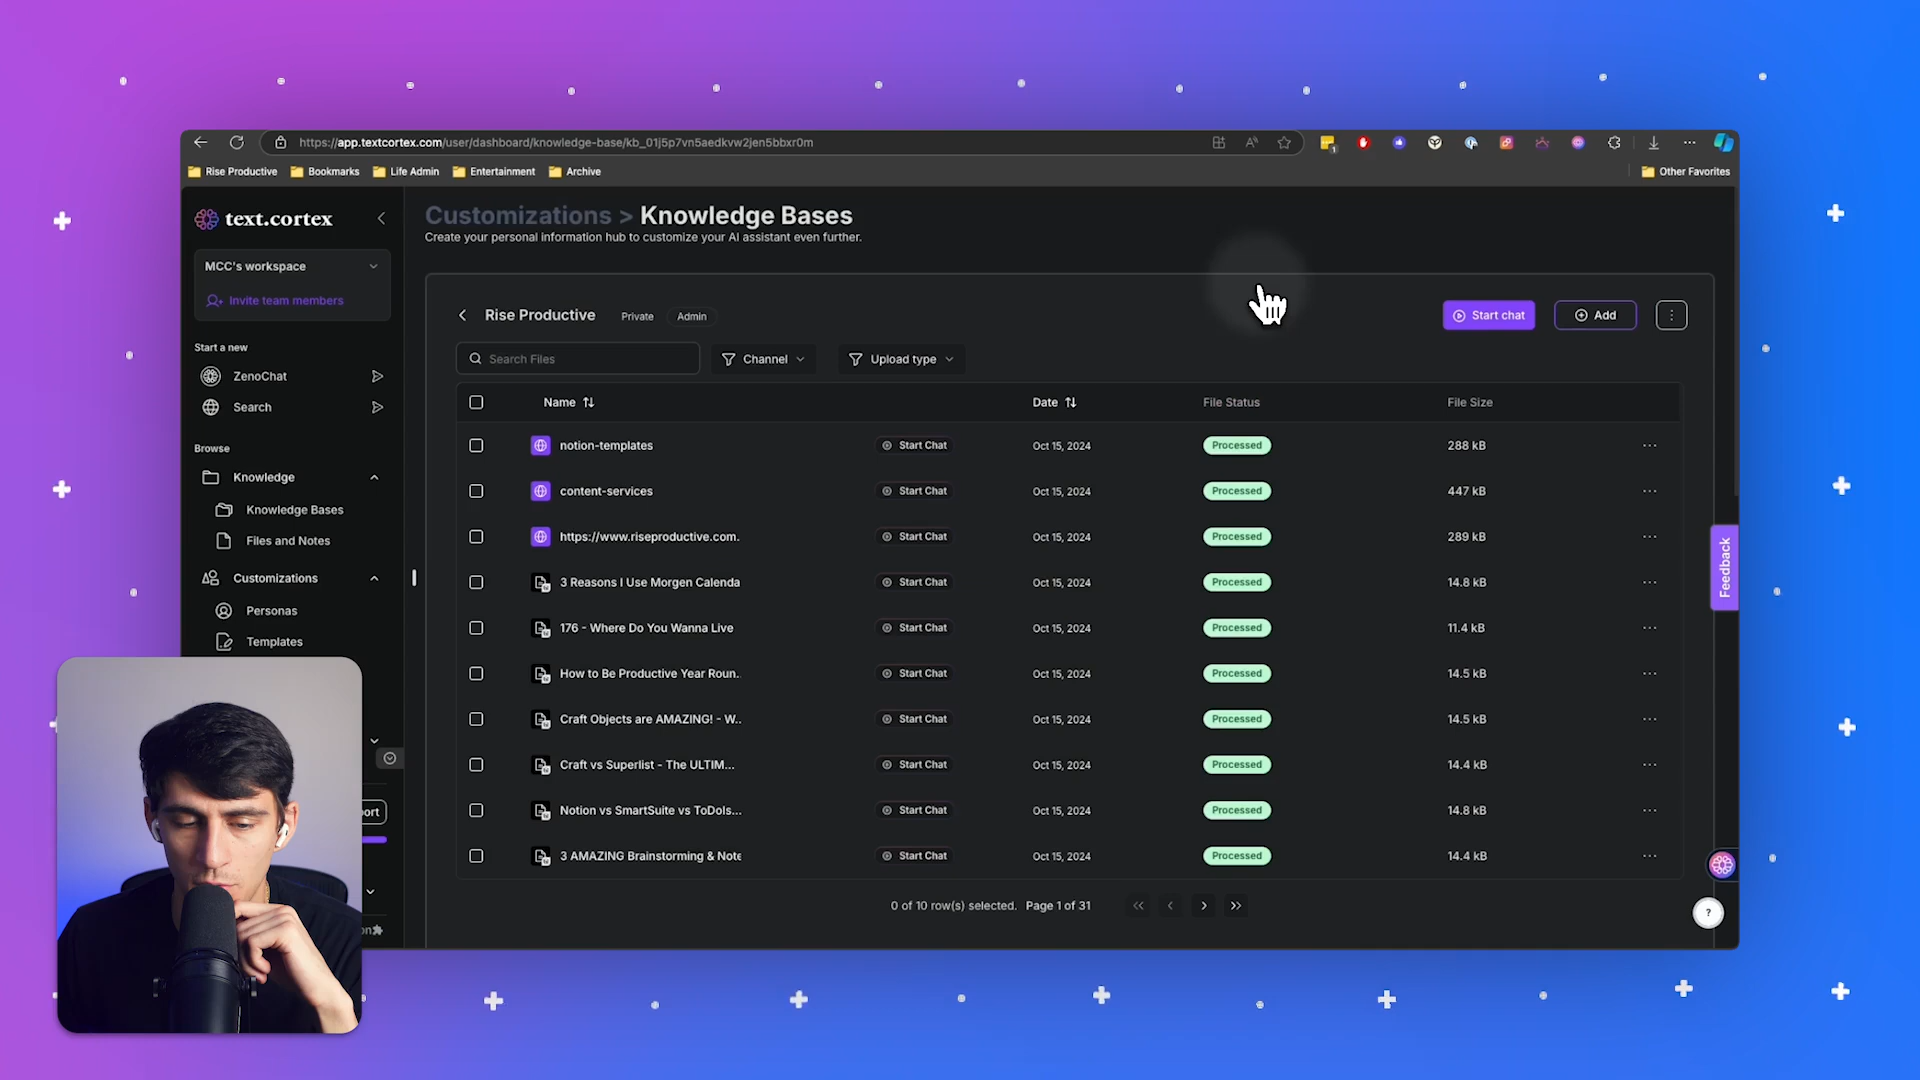 https://app.textcortex.com/user/dashboard/knowledge-base/kb_01j5p7vn5aedkvw2jen5bbxr0m
1
Rise Productive
Bookmarks
Life Admin
Entertainment
Archive
Other Favorites
text.cortex
MCC's workspace
Invite team members
Start a new
ZenoChat
Search
Browse
Knowledge
Knowledge Bases
Files and Notes
Customizations
Personas
Templates
ort
on
Customizations > Knowledge Bases
Create your personal information hub to customize your AI assistant even further.
Rise Productive Private Admin
Start chat
Add
Search Files
Channel
Upload type
Name Date File Status File Size
notion-templates Start Chat Oct 15, 2024 Processed 288 kB ...
content-services Start Chat Oct 15, 2024 Processed 447 kB ...
https://www.riseproductive.com. Start Chat Oct 15, 2024 Processed 289 kB ...
3 Reasons I Use Morgen Calenda Start Chat Oct 15, 2024 Processed 14.8 kB ...
176 - Where Do You Wanna Live Start Chat Oct 15, 2024 Processed 11.4 kB ...
How to Be Productive Year Roun. Start Chat Oct 15, 2024 Processed 14.5 kB ...
Craft Objects are AMAZING! - W.. Start Chat Oct 15, 2024 Processed 14.5 kB ...
Craft vs Superlist - The ULTIM... Start Chat Oct 15, 2024 Processed 14.4 kB ...
Notion vs SmartSuite vs ToDoIs... Start Chat Oct 15, 2024 Processed 14.8 kB ...
3 AMAZING Brainstorming & Note Start Chat Oct 15, 2024 Processed 14.4 kB ...
0 of 10 row(s) selected. Page 1 of 31
Feedback
?